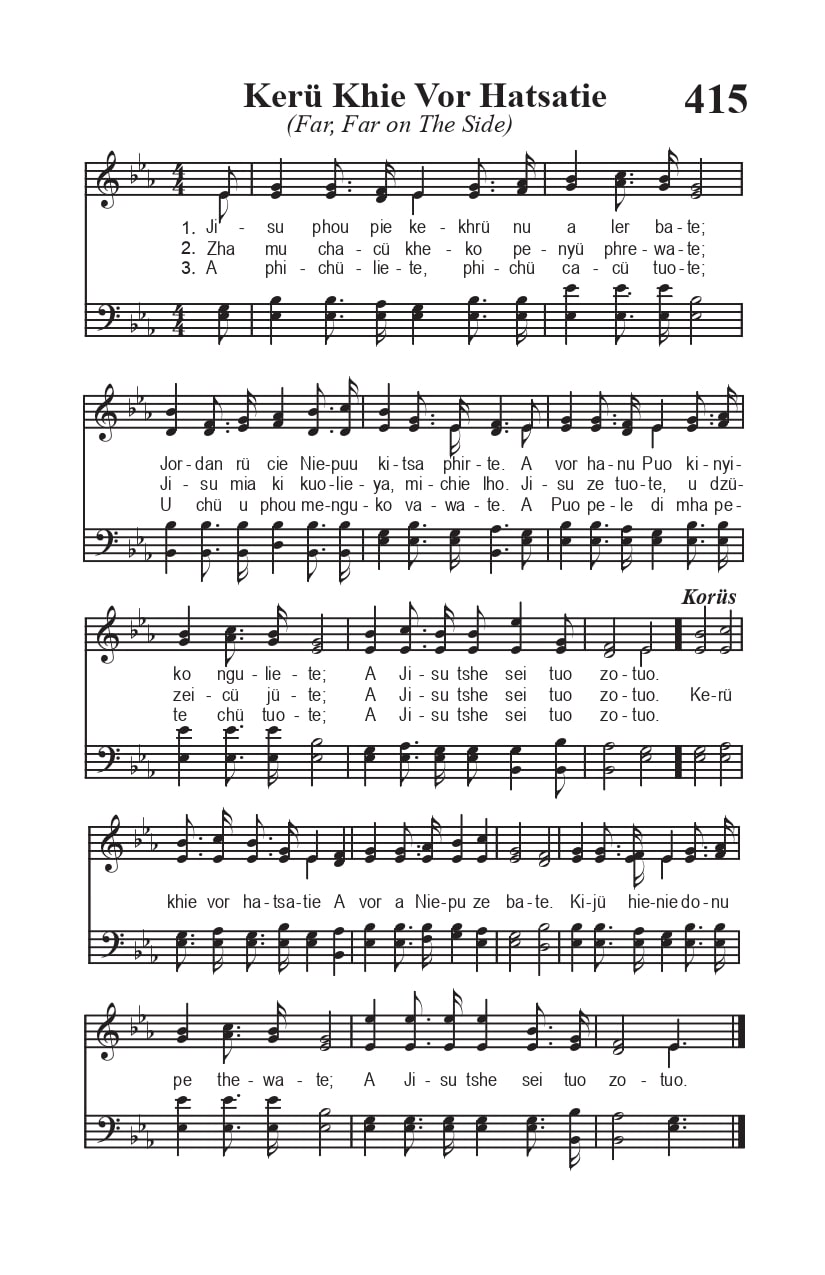 Kerü Khie Vor Hatsatie 415
(Far, Far on The Side)
1. Ji - su phou pie ke - khrü nu a ler ba - te;
2. Zha mu cha - cü khe - ko pe - nyü phre - wa - te;
3. A phi - chü - lie - te, phi - chü ca - cü tuo - te;
Jor - dan rü cie Nie - puu ki - tsa phir - te. A vor ha - nu Puo ki - nyi -
Ji - su mia ki kuo - lie - ya, mi - chie lho. Ji - su ze tuo - te, u dzü -
U chü u phou me - ngu - ko va - wa - te. A Puo pe - le di mha pe -
Korüs
ko ngu - lie - te; A Ji - su tshe sei tuo zo - tuo.
zei - cü jü - te; A Ji - su tshe sei tuo zo - tuo. Ke - rü
te chü tuo - te; A Ji - su tshe sei tuo zo - tuo.
khie vor ha - tsa - tie A vor a Nie - pu ze ba - te. Ki - jü hie - nie do - nu
pe the - wa - te; A Ji - su tshe sei tuo zo - tuo.